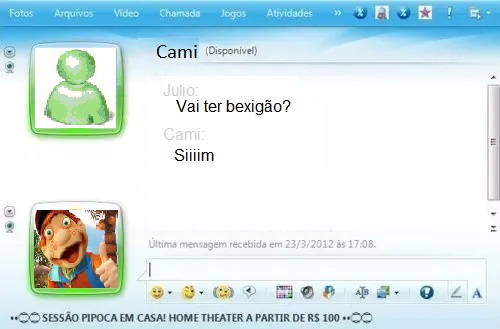 Fotos Arquivos Vídeo Chamada Jogos Atividades »
Cami (Disponível)
Julio:
Vai ter bexigão?
Cami:
Siiiim
Última mensagem recebida em 23/3/2012 às 17:08.
SESSÃO PIPOCA EM CASA! HOME THEATER A PARTIR DE R$ 100